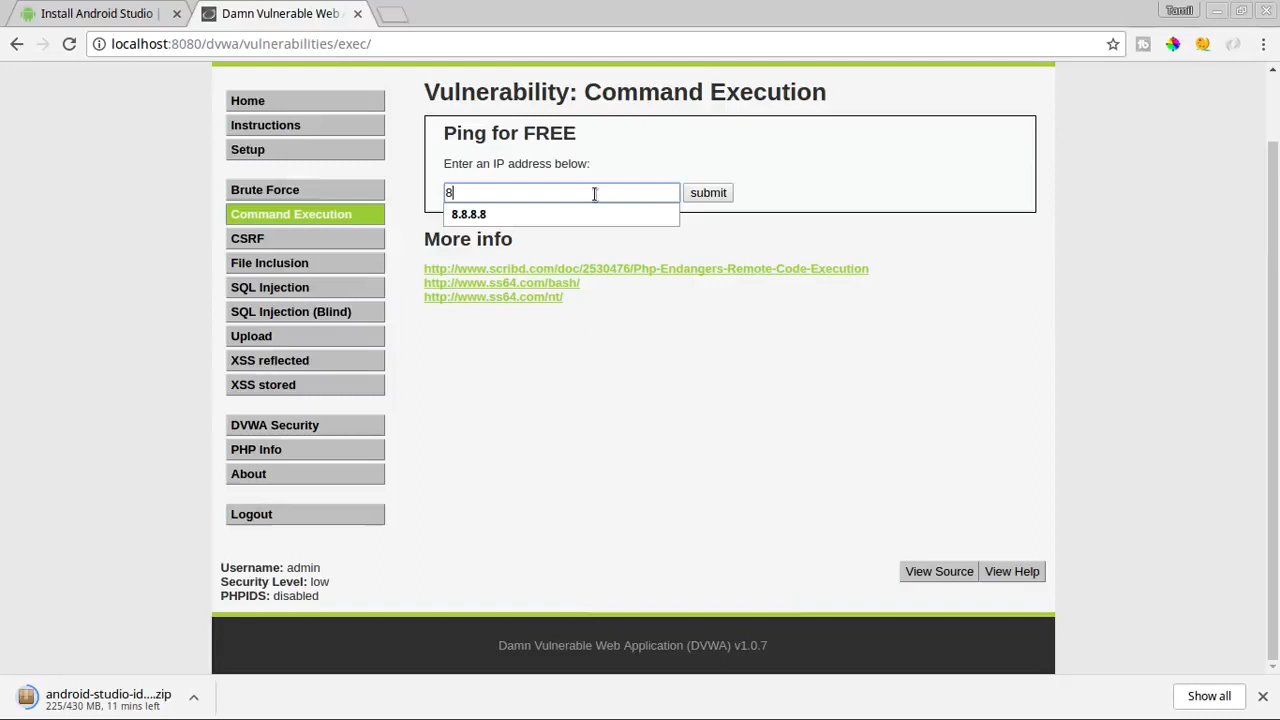 Install Android Studio |
Damn Vulnerable Web A
Tamil
localhost:8080/dvwa/vulnerabilities/exec/
Home
Instructions
Setup
Brute Force
Command Execution
CSRF
File Inclusion
SQL Injection
SQL Injection (Blind)
Upload
XSS reflected
XSS stored
DVWA Security
PHP Info
About
Logout
Vulnerability: Command Execution
Ping for FREE
Enter an IP address below:
8
submit
8.8.8.8
More info
http://www.scribd.com/doc/2530476/Php-Endangers-Remote-Code-Execution
http://www.ss64.com/bash/
http://www.ss64.com/nt/
Username: admin
Security Level: low
PHPIDS: disabled
View Source
View Help
Damn Vulnerable Web Application (DVWA) v1.0.7
android-studio-id....zip
225/430 MB, 11 mins left
Show all